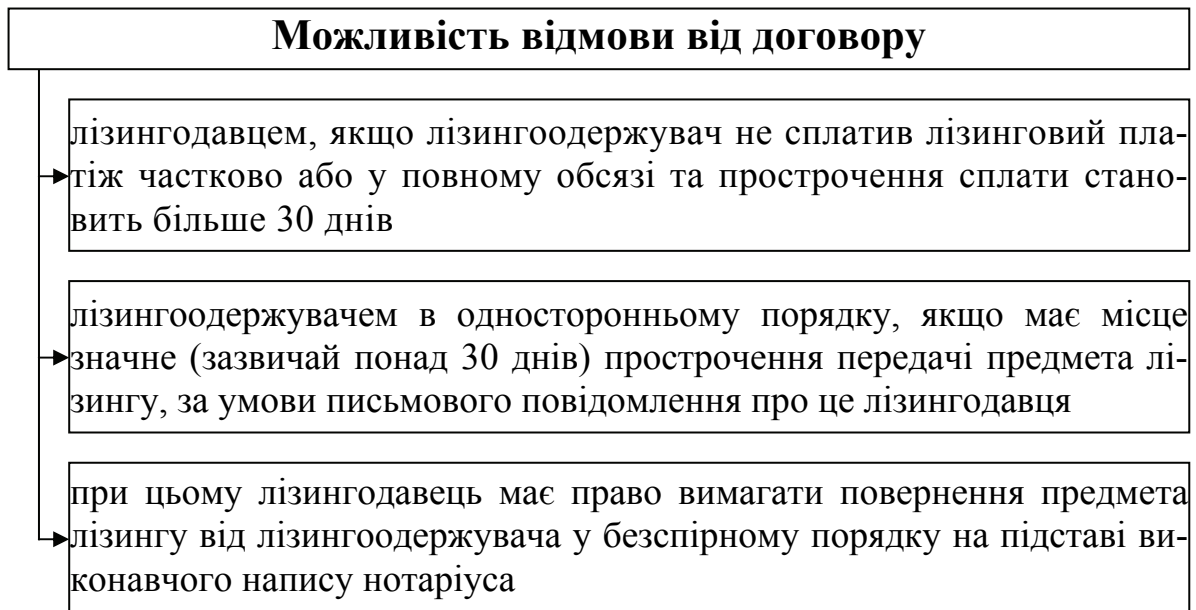 Можливість відмови від договору
лізингодавцем, якщо лізингоодержувач не сплатив лізинговий пла-
тіж частково або у повному обсязі та прострочення сплати стано-
вить більше 30 днів
лізингоодержувачем в односторонньому порядку, якщо має місце
значне (зазвичай понад 30 днів) прострочення передачі предмета лі-
зингу, за умови письмового повідомлення про це лізингодавця
при цьому лізингодавець має право вимагати повернення предмета
лізингу від лізингоодержувача у безспірному порядку на підставі ви-
конавчого напису нотаріуса